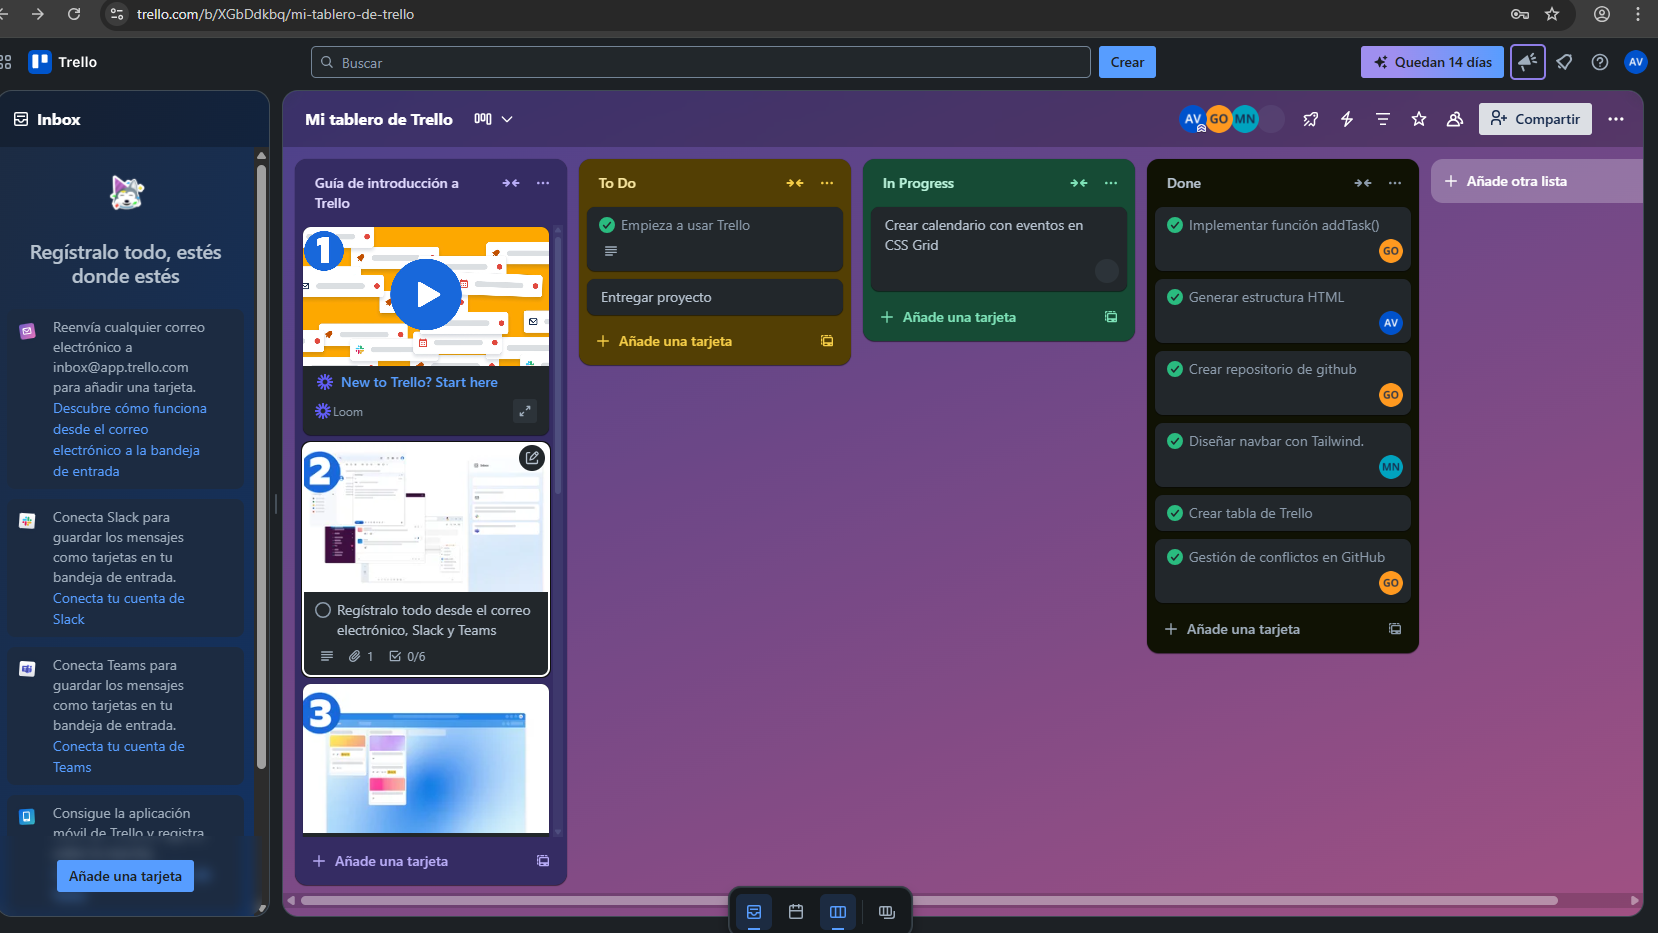 trello.com/b/XGbDdkbq/mi-tablero-de-trello
Trello
Buscar
Crear
Quedan 14 días
AV
Inbox
Regístralo todo, estés
donde estés
Reenvía cualquier correo
electrónico a
inbox@app.trello.com
para añadir una tarjeta.
Descubre cómo funciona
desde el correo
electrónico a la bandeja
de entrada
Conecta Slack para
guardar los mensajes
como tarjetas en tu
bandeja de entrada.
Conecta tu cuenta de
Slack
Conecta Teams para
guardar los mensajes
como tarjetas en tu
bandeja de entrada.
Conecta tu cuenta de
Teams
Consigue la aplicación
móvil de Trello y registra
Añade una tarjeta
Mi tablero de Trello
AV
GO
MN
Compartir
Guía de introducción a
Trello
1
New to Trello? Start here
Loom
2
Regístralo todo desde el correo
electrónico, Slack y Teams
1
0/6
3
Añade una tarjeta
To Do
Empieza a usar Trello
Entregar proyecto
Añade una tarjeta
In Progress
Crear calendario con eventos en
CSS Grid
Añade una tarjeta
Done
Implementar función addTask()
GO
Generar estructura HTML
AV
Crear repositorio de github
GO
Diseñar navbar con Tailwind.
MN
Crear tabla de Trello
Gestión de conflictos en GitHub
GO
Añade una tarjeta
Añade otra lista